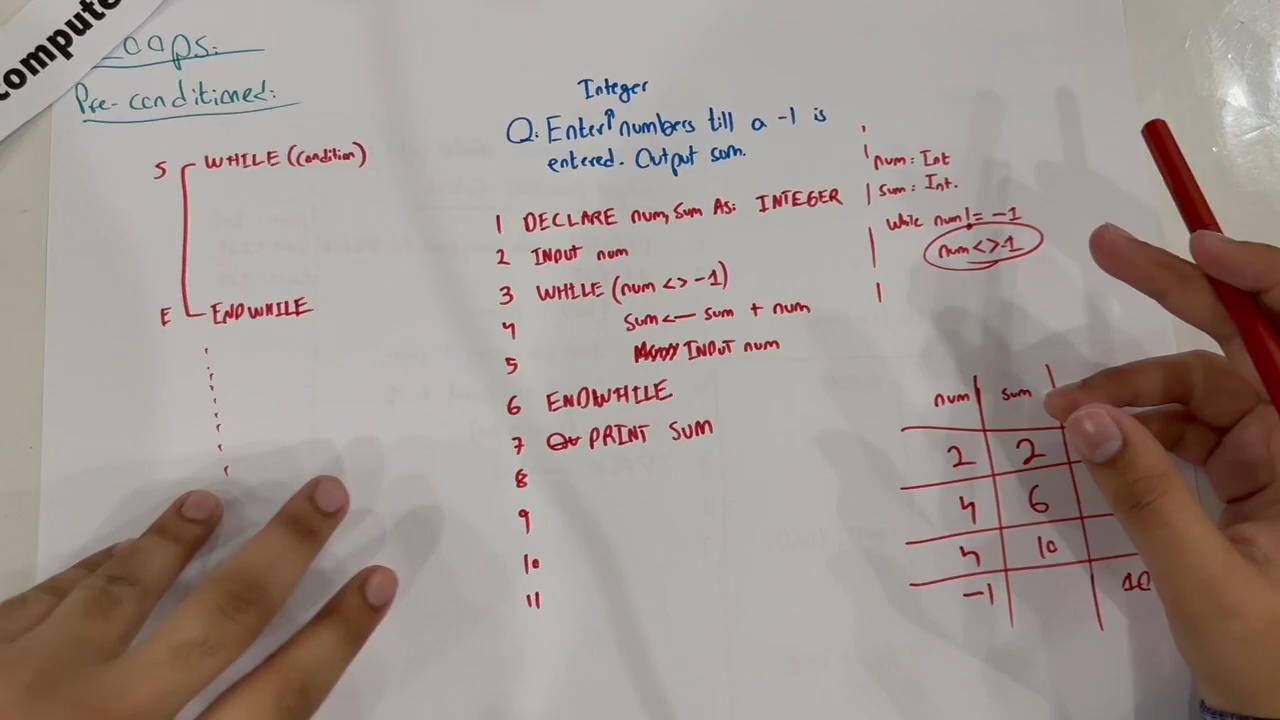 compute
oops:
Pre-conditioned:
S WHILE (Condition)
E ENDWHILE
Integer
Q. Enter numbers till a -1 is
entered. Output sum.
1 DECLARE num, Sum As: INTEGER
2 INPUT num
3 WHILE (num <> -1)
4 Sum ← sum + num
5 INPUT num
6 ENDWHILE
7 PRINT SUM
8
9
10
11
num: Int
sum: Int.
While num != -1
num <> -1
num sum
2 2
4 6
4 10
-1 10